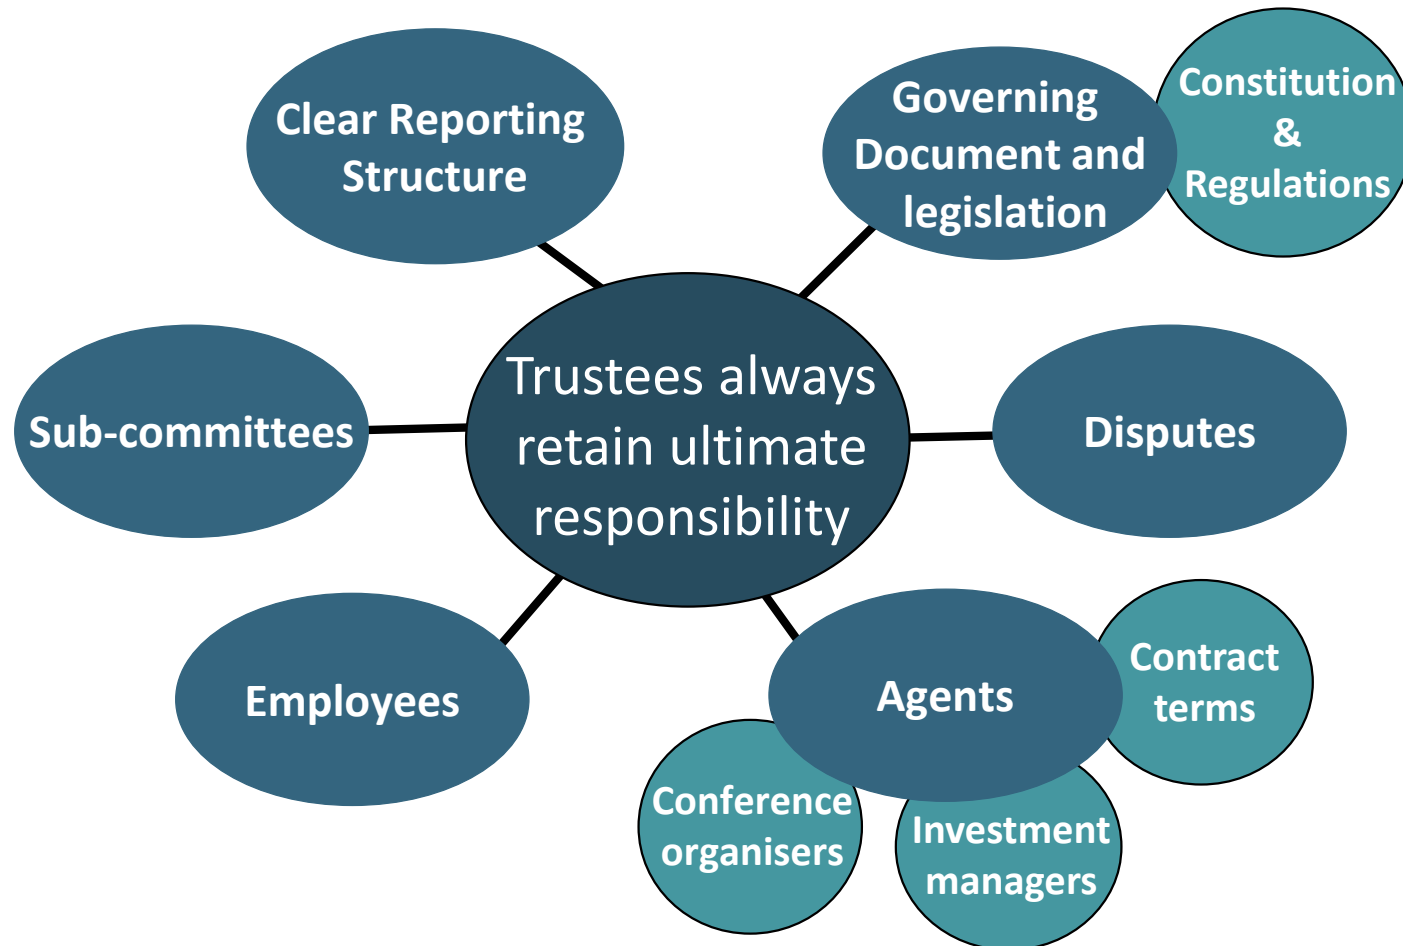 Clear Reporting
Structure
Governing
Document and
legislation
Constitution
&
Regulations
Sub-committees
Trustees always
retain ultimate
responsibility
Disputes
Employees
Agents
Contract
terms
Conference
organisers
Investment
managers